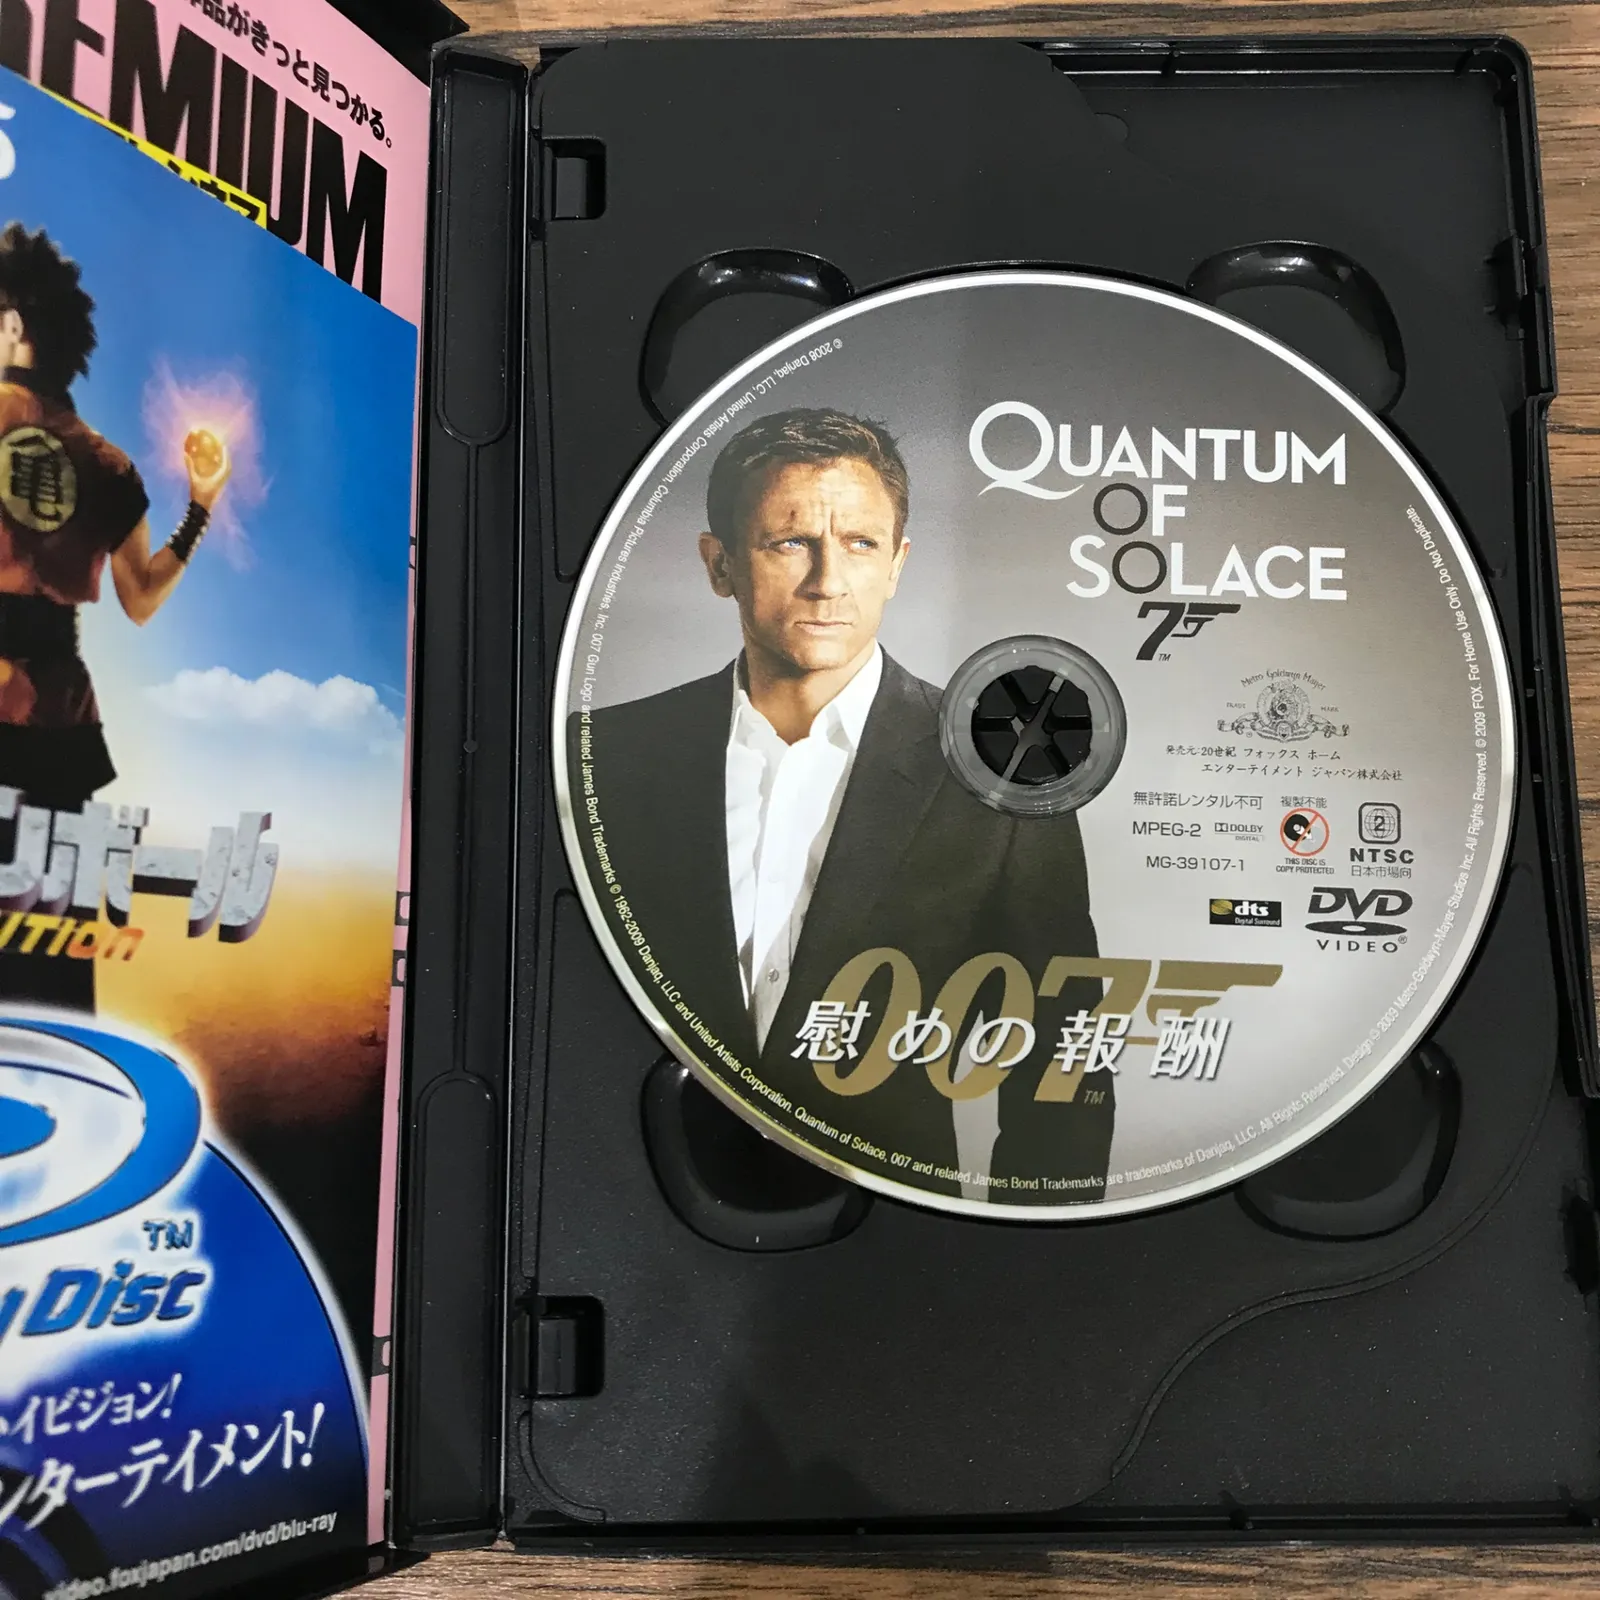 品がきっと見つかる。
EMIUM
亀
ンボール
™
Disc
ハイビジョン!
ンターテイメント!
video.foxjapan.com/dvd/blu-ray
QUANTUM
OF
SOLACE
7
™
Metro Goldwyn Mayer
TRADE MARK
発売元:20世紀 フォックス ホーム
エンターテイメント ジャパン株式会社
無許諾レンタル不可
複製不能
MPEG-2
DOLBY
DIGITAL
MG-39107-1
THIS DISC IS
COPY PROTECTED
2
NTSC
日本市場向
dts
Digital Surround
DVD
VIDEO®
007
慰めの報酬
™
© 2008 Danjaq, LLC, United Artists Corporation, Columbia Pictures Industries, Inc. 007 Gun Logo and related James Bond Trademarks © 1962-2009 Danjaq, LLC and United Artists Corporation. Quantum of Solace, 007 and related James Bond Trademarks are trademarks of Danjaq, LLC. All Rights Reserved. Design © 2009 Metro-Goldwyn-Mayer Studios Inc. All Rights Reserved. © 2009 FOX. For Home Use Only. Do Not Duplicate.